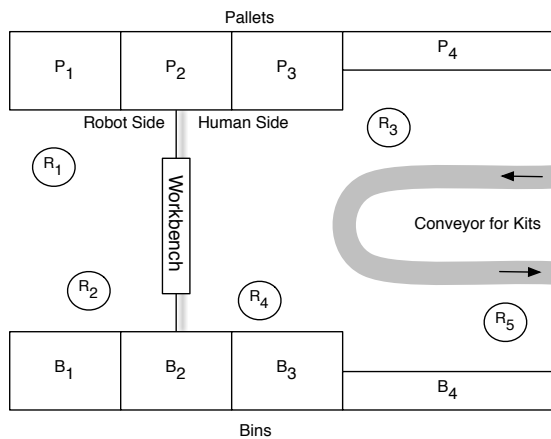 Pallets
P1
P2
P3
P4
Robot Side
Human Side
R3
R1
Workbench
Conveyor for Kits
R2
R4
R5
B1
B2
B3
B4
Bins